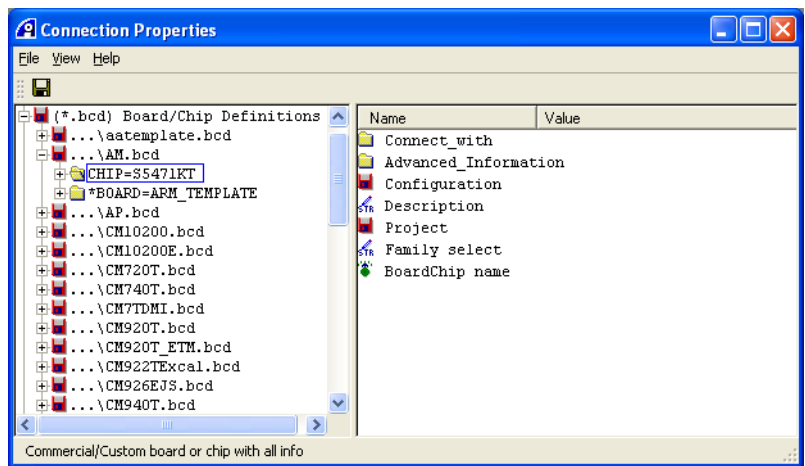 Connection Properties
File View Help
(*.bcd) Board/Chip Definitions
...\aatemplate.bcd
...\AM.bcd
CHIP=S5471KT
*BOARD=ARM_TEMPLATE
...\AP.bcd
...\CM10200.bcd
...\CM10200E.bcd
...\CM720T.bcd
...\CM740T.bcd
...\CM7TDMI.bcd
...\CM920T.bcd
...\CM920T_ETM.bcd
...\CM922TExcal.bcd
...\CM926EJS.bcd
...\CM940T.bcd
Name Value
Connect_with
Advanced_Information
Configuration
STR Description
Project
STR Family select
BoardChip name
Commercial/Custom board or chip with all info